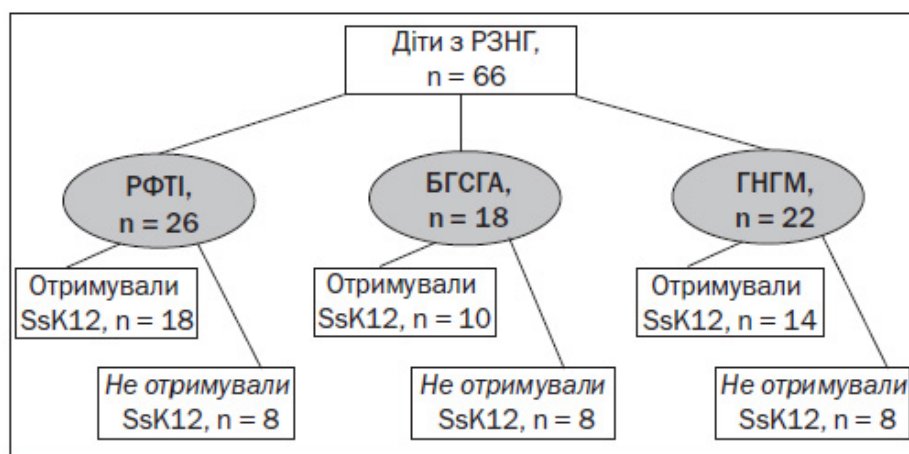 Діти з РЗНГ,
n = 66
РФТІ,
n = 26
БГСГА,
n = 18
ГНГМ,
n = 22
Отримували
SsK12, n = 18
Отримували
SsK12, n = 10
Отримували
SsK12, n = 14
Не отримували
SsK12, n = 8
Не отримували
SsK12, n = 8
Не отримували
SsK12, n = 8